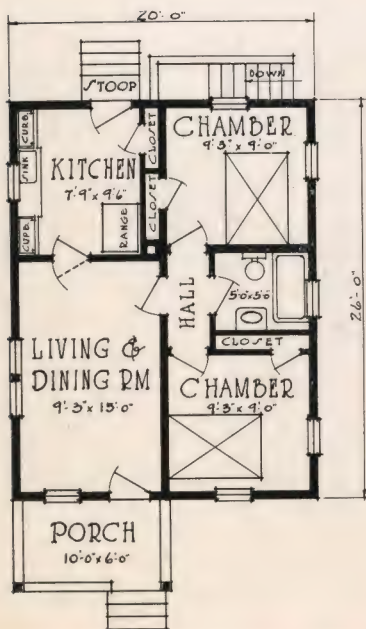 20'-0"
STOOP
DOWN
CURB.
CLOSET
CHAMBER
9'-3" x 9'-0"
SINK
KITCHEN
7'-9" x 9'-6"
CLOSET
CUPB.
RANGE
HALL
5'-0" x 5'-0"
26'-0"
LIVING &
DINING RM
9'-3" x 15'-0"
CLOSET
CHAMBER
9'-3" x 9'-0"
PORCH
10'-0" x 6'-0"